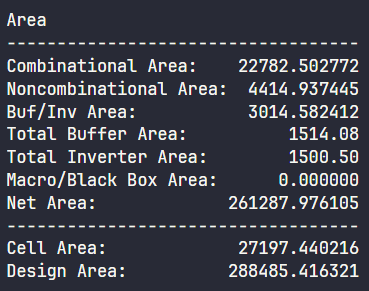 Area
-----------------------------------
Combinational Area:    22782.502772
Noncombinational Area:  4414.937445
Buf/Inv Area:           3014.582412
Total Buffer Area:          1514.08
Total Inverter Area:        1500.50
Macro/Black Box Area:      0.000000
Net Area:             261287.976105
-----------------------------------
Cell Area:             27197.440216
Design Area:          288485.416321